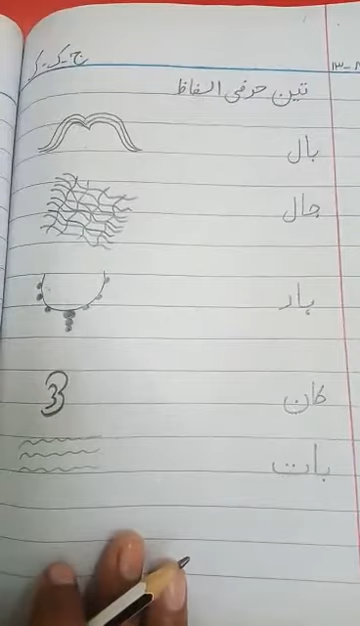 ج-ک-ک
تین حرفی الفاظ
بال
جال
ہار
کان
بات